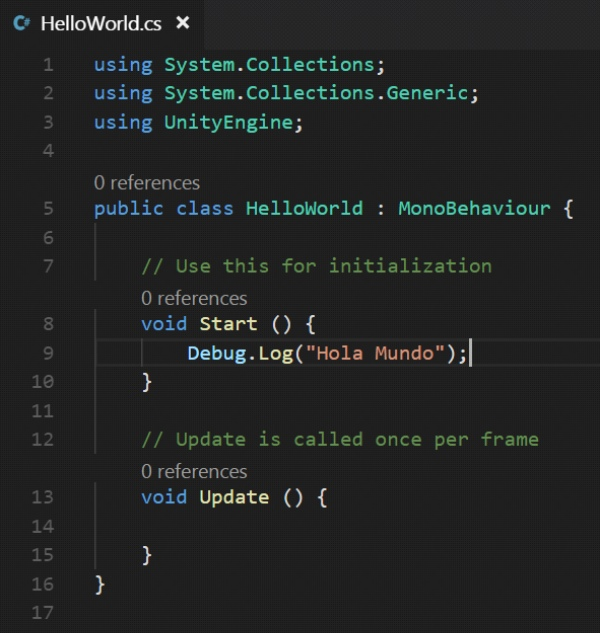 HelloWorld.cs ×
1 using System.Collections;
2 using System.Collections.Generic;
3 using UnityEngine;
4
0 references
5 public class HelloWorld : MonoBehaviour {
6
7 // Use this for initialization
0 references
8 void Start () {
9 Debug.Log("Hola Mundo");
10 }
11
12 // Update is called once per frame
0 references
13 void Update () {
14
15 }
16 }
17